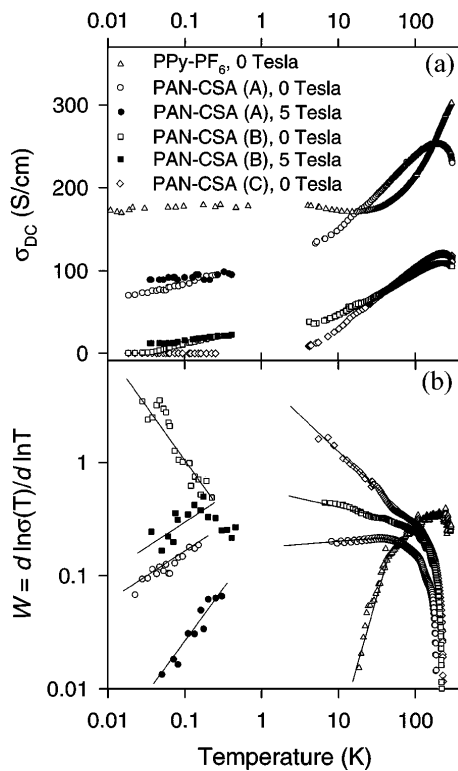 0.01 0.1 1 10 100
(a)
PPy-PF6, 0 Tesla
PAN-CSA (A), 0 Tesla
PAN-CSA (A), 5 Tesla
PAN-CSA (B), 0 Tesla
PAN-CSA (B), 5 Tesla
PAN-CSA (C), 0 Tesla
300
200
100
0
σDC (S/cm)
(b)
1
0.1
0.01
W = d lnσ(T)/d lnT
0.01 0.1 1 10 100
Temperature (K)